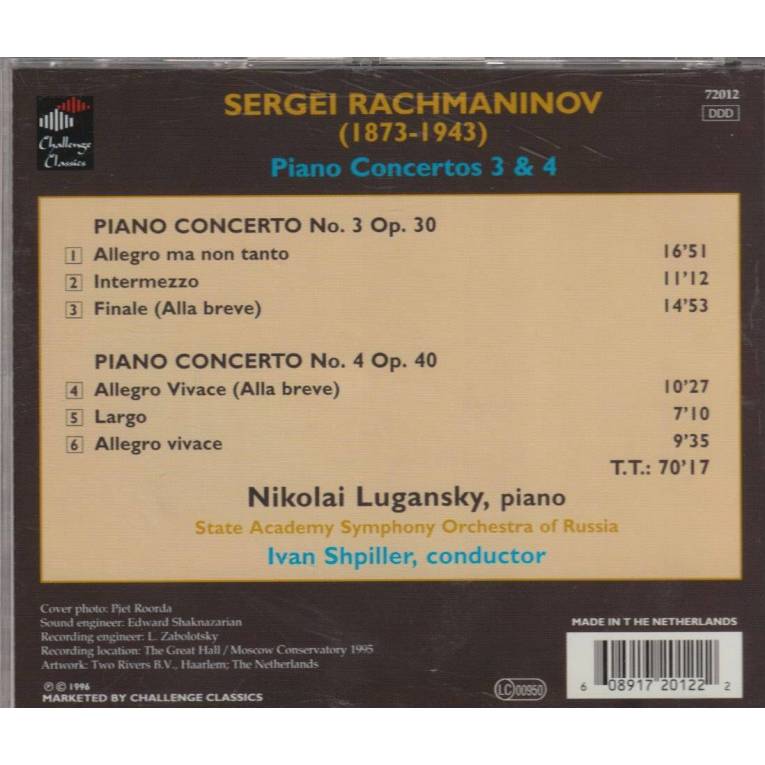 SERGEI RACHMANINOV
(1873-1943)
Piano Concertos 3 & 4
Challenge
Classics
72012
DDD
PIANO CONCERTO No. 3 Op. 30
1 Allegro ma non tanto 16'51
2 Intermezzo 11'12
3 Finale (Alla breve) 14'53
PIANO CONCERTO No. 4 Op. 40
4 Allegro Vivace (Alla breve) 10'27
5 Largo 7'10
6 Allegro vivace 9'35
T.T.: 70'17
Nikolai Lugansky, piano
State Academy Symphony Orchestra of Russia
Ivan Shpiller, conductor
Cover photo: Pjet Roorda
Sound engineer: Edward Shaknazarian
Recording engineer: L. Zabolotsky
Recording location: The Great Hall / Moscow Conservatory 1995
Artwork: Two Rivers B.V., Haarlem; The Netherlands
℗ © 1996
MARKETED BY CHALLENGE CLASSICS
MADE IN T HE NETHERLANDS
LC 00950
6 08917 20122 2